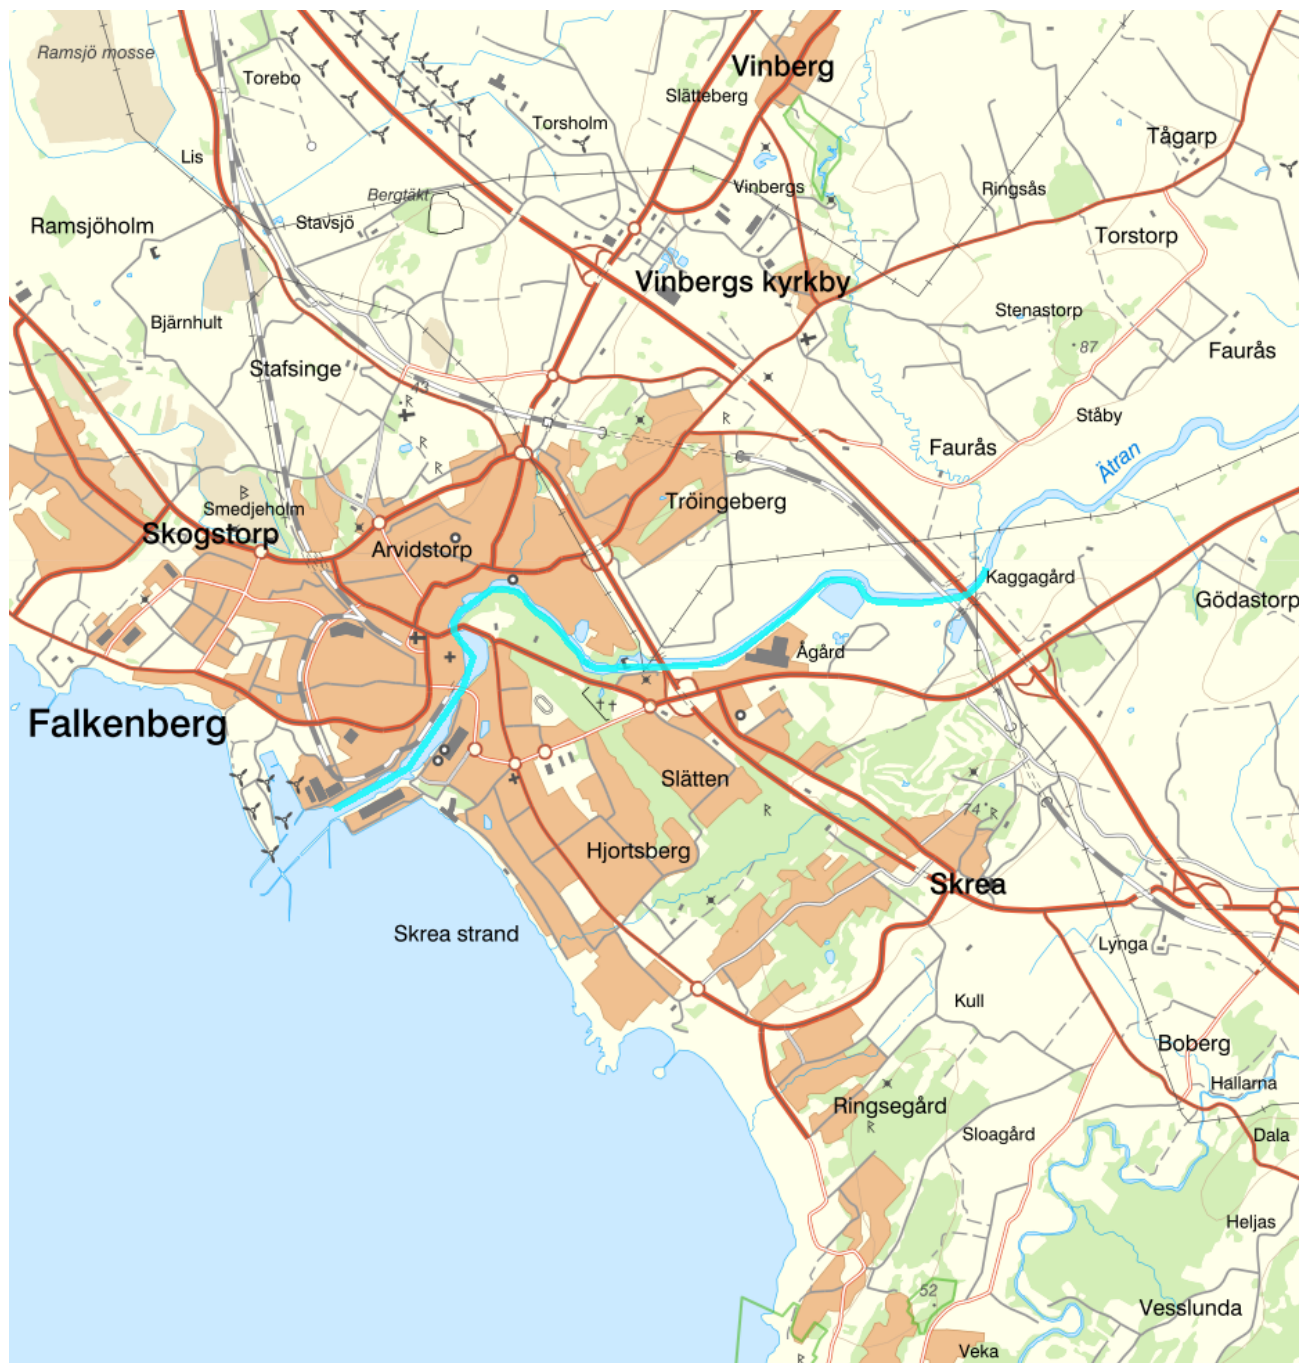 Ramsjö mosse
Torebo
Vinberg
Slätteberg
Torsholm
Tågarp
Lis
Bergtäkt
Vinbergs
Ringsås
Stavsjö
Ramsjöholm
Torstorp
Vinbergs kyrkby
Bjärnhult
Stenastorp
87
Faurås
Stafsinge
43
R
R
Ståby
R
Faurås
Ätran
R
B
Smedjeholm
Tröingeberg
Skogstorp
Arvidstorp
Kaggagård
Gödastorp
Ågård
Falkenberg
Slätten
74
R
R
Hjortsberg
Skrea
Skrea strand
Lynga
Kull
Boberg
Hallarna
Ringsegård
R
Sloagård
Dala
Heljas
52
Vesslunda
Veka
R